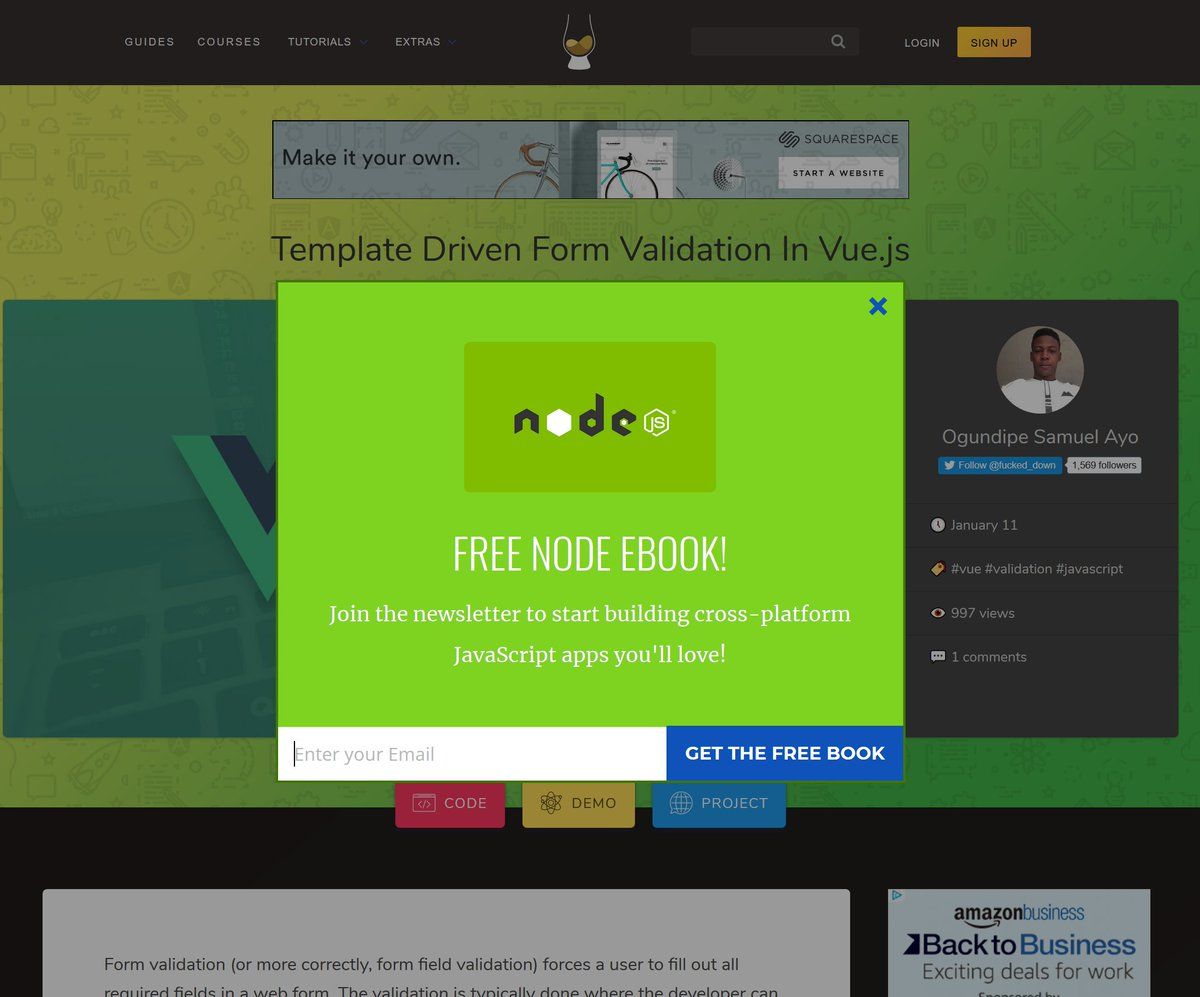 GUIDES COURSES TUTORIALS EXTRAS LOGIN SIGN UP
Make it your own.
SQUARESPACE
START A WEBSITE
Template Driven Form Validation In Vue.js
node JS
FREE NODE EBOOK!
Join the newsletter to start building cross-platform
JavaScript apps you'll love!
Enter your Email
GET THE FREE BOOK
Ogundipe Samuel Ayo
Follow @fucked_down 1,569 followers
January 11
#vue #validation #javascript
997 views
1 comments
CODE DEMO PROJECT
Form validation (or more correctly, form field validation) forces a user to fill out all
required fields in a web form. The validation is typically done where the developer can
amazonbusiness
Back to Business
Exciting deals for work
Sponsored by